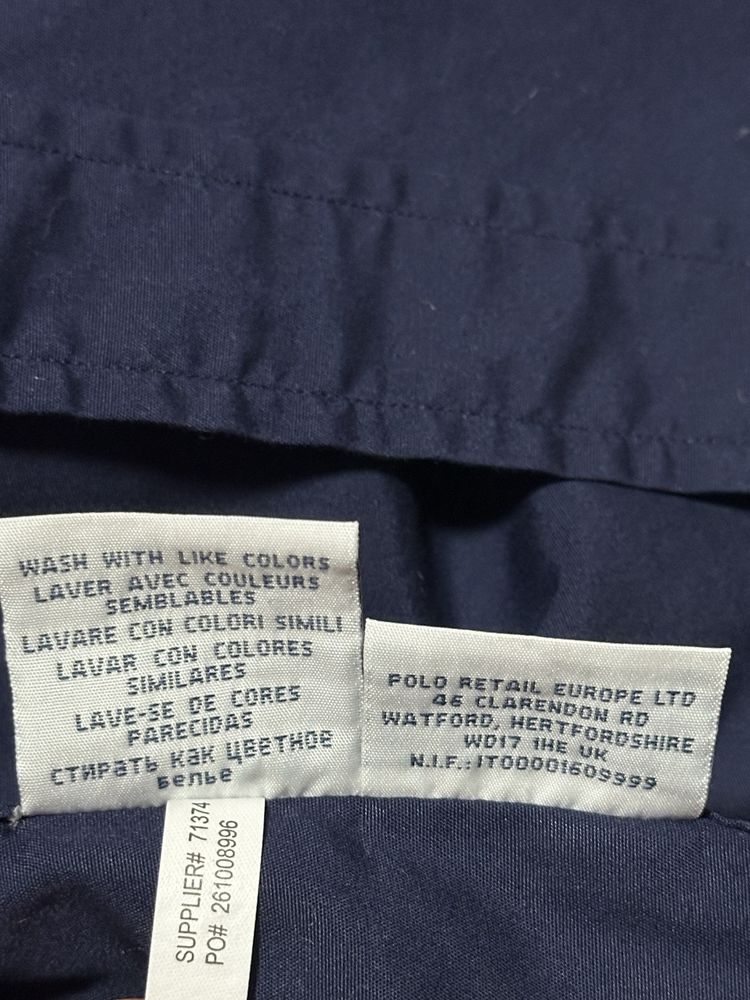 WASH WITH LIKE COLORS
LAVER AVEC COULEURS
SEMBLABLES
LAVARE CON COLORI SIMILI
LAVAR CON COLORES
SIMILARES
LAVE-SE DE CORES
PARECIDAS
СТИРАТЬ КАК ЦВЕТНОЕ
БЕЛЬЕ
POLO RETAIL EUROPE LTD
46 CLARENDON RD
WATFORD, HERTFORDSHIRE
WD17 1HE UK
N.I.F.: IT00001609999
SUPPLIER# 71374
PO# 261008996